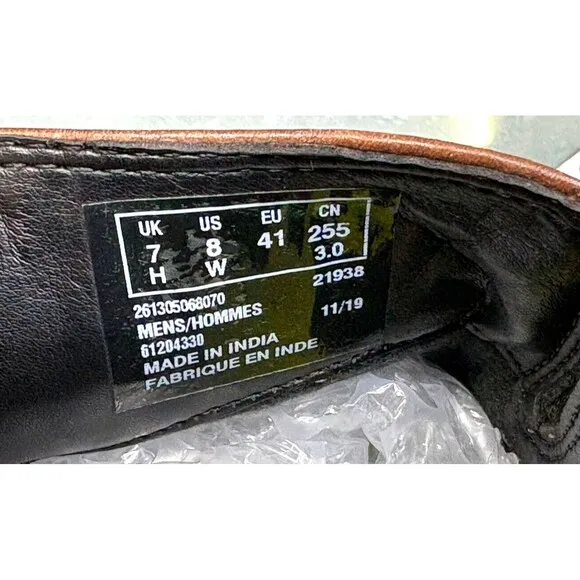 UK US EU CN
7 8 41 255
H W 3.0
261305068070 21938
MENS/HOMMES 11/19
61204330
MADE IN INDIA
FABRIQUE EN INDE